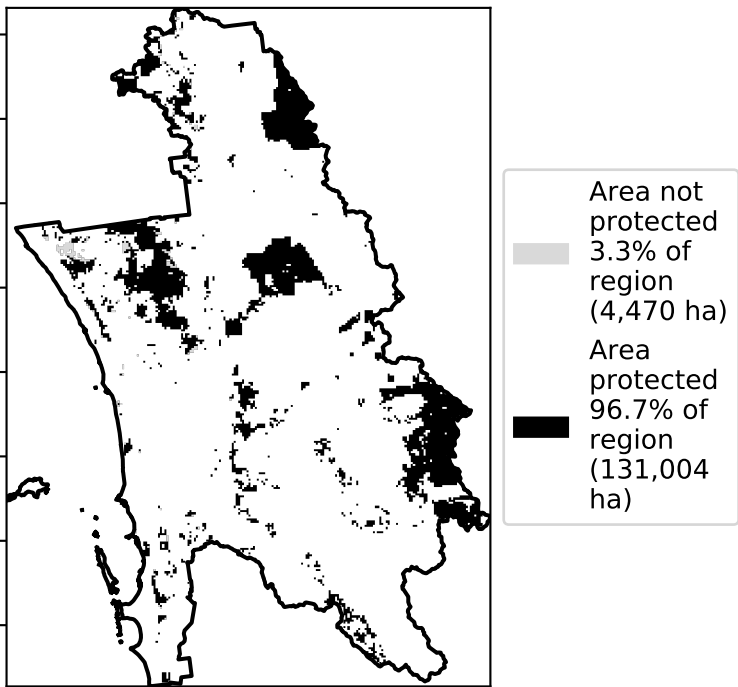 Area not
protected
3.3% of
region
(4,470 ha)
Area
protected
96.7% of
region
(131,004
ha)